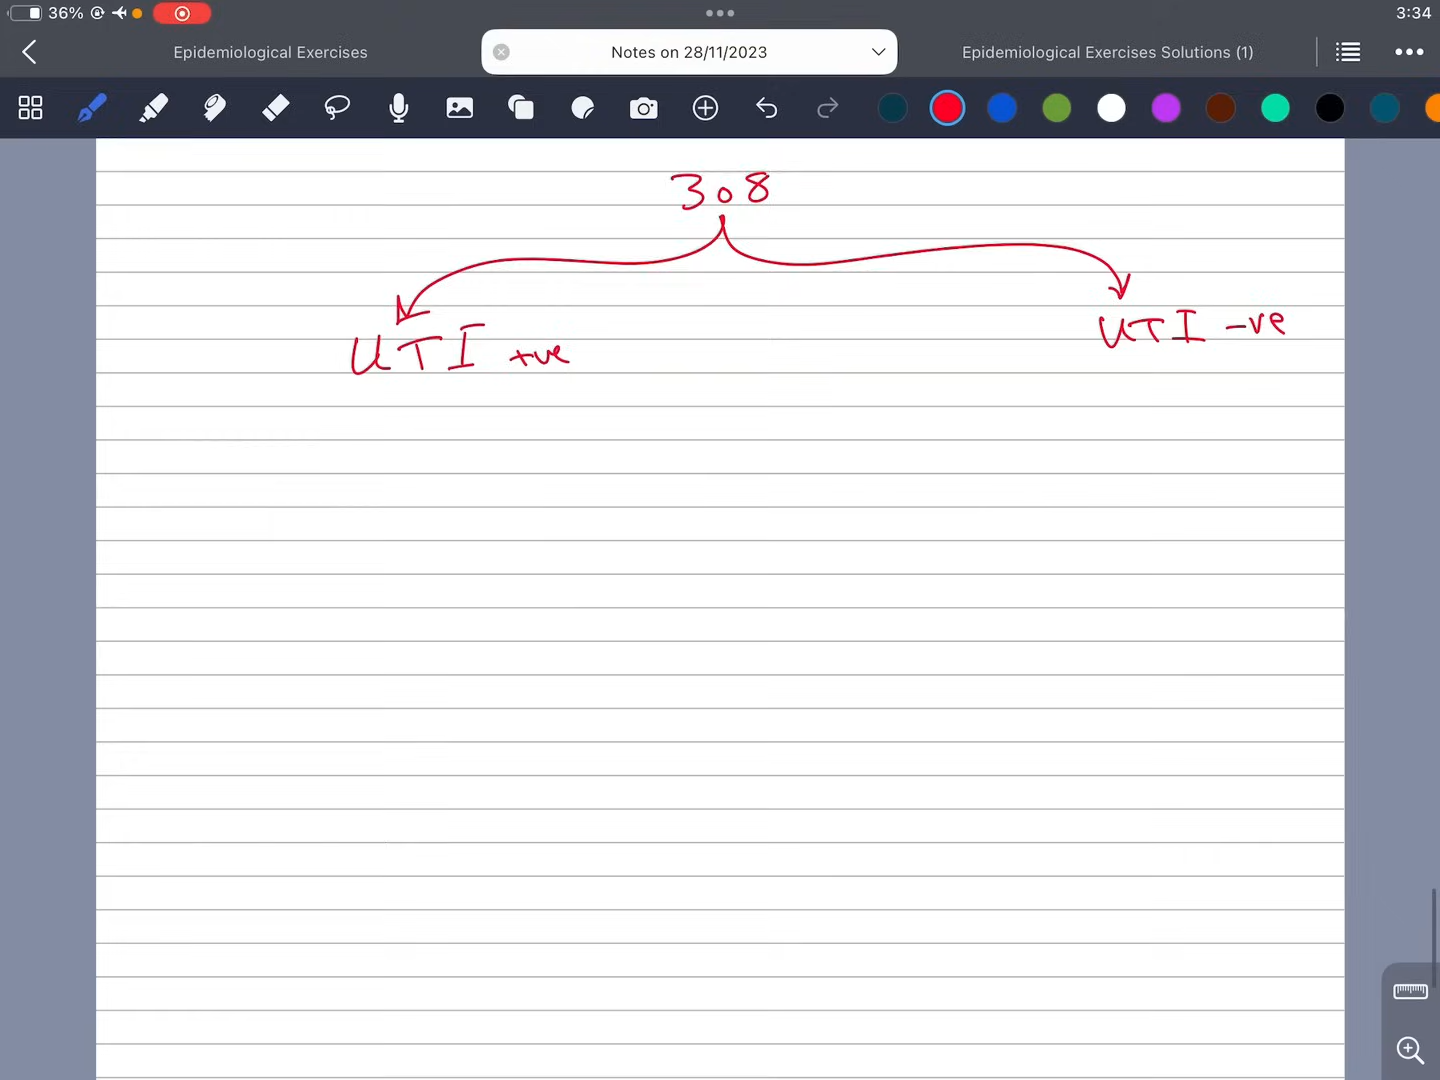 36% 3:34
Epidemiological Exercises Notes on 28/11/2023 Epidemiological Exercises Solutions (1)
308
UTI +ve UTI -ve